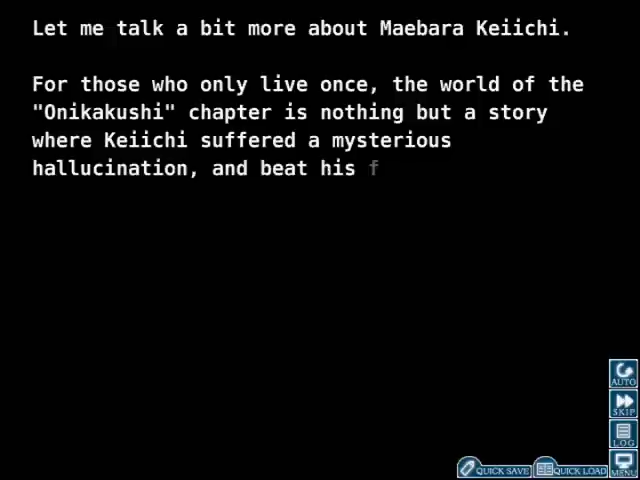 Let me talk a bit more about Maebara Keiichi.
For those who only live once, the world of the
"Onikakushi" chapter is nothing but a story
where Keiichi suffered a mysterious
hallucination, and beat his f
AUTO
SKIP
LOG
MENU
QUICK SAVE
QUICK LOAD